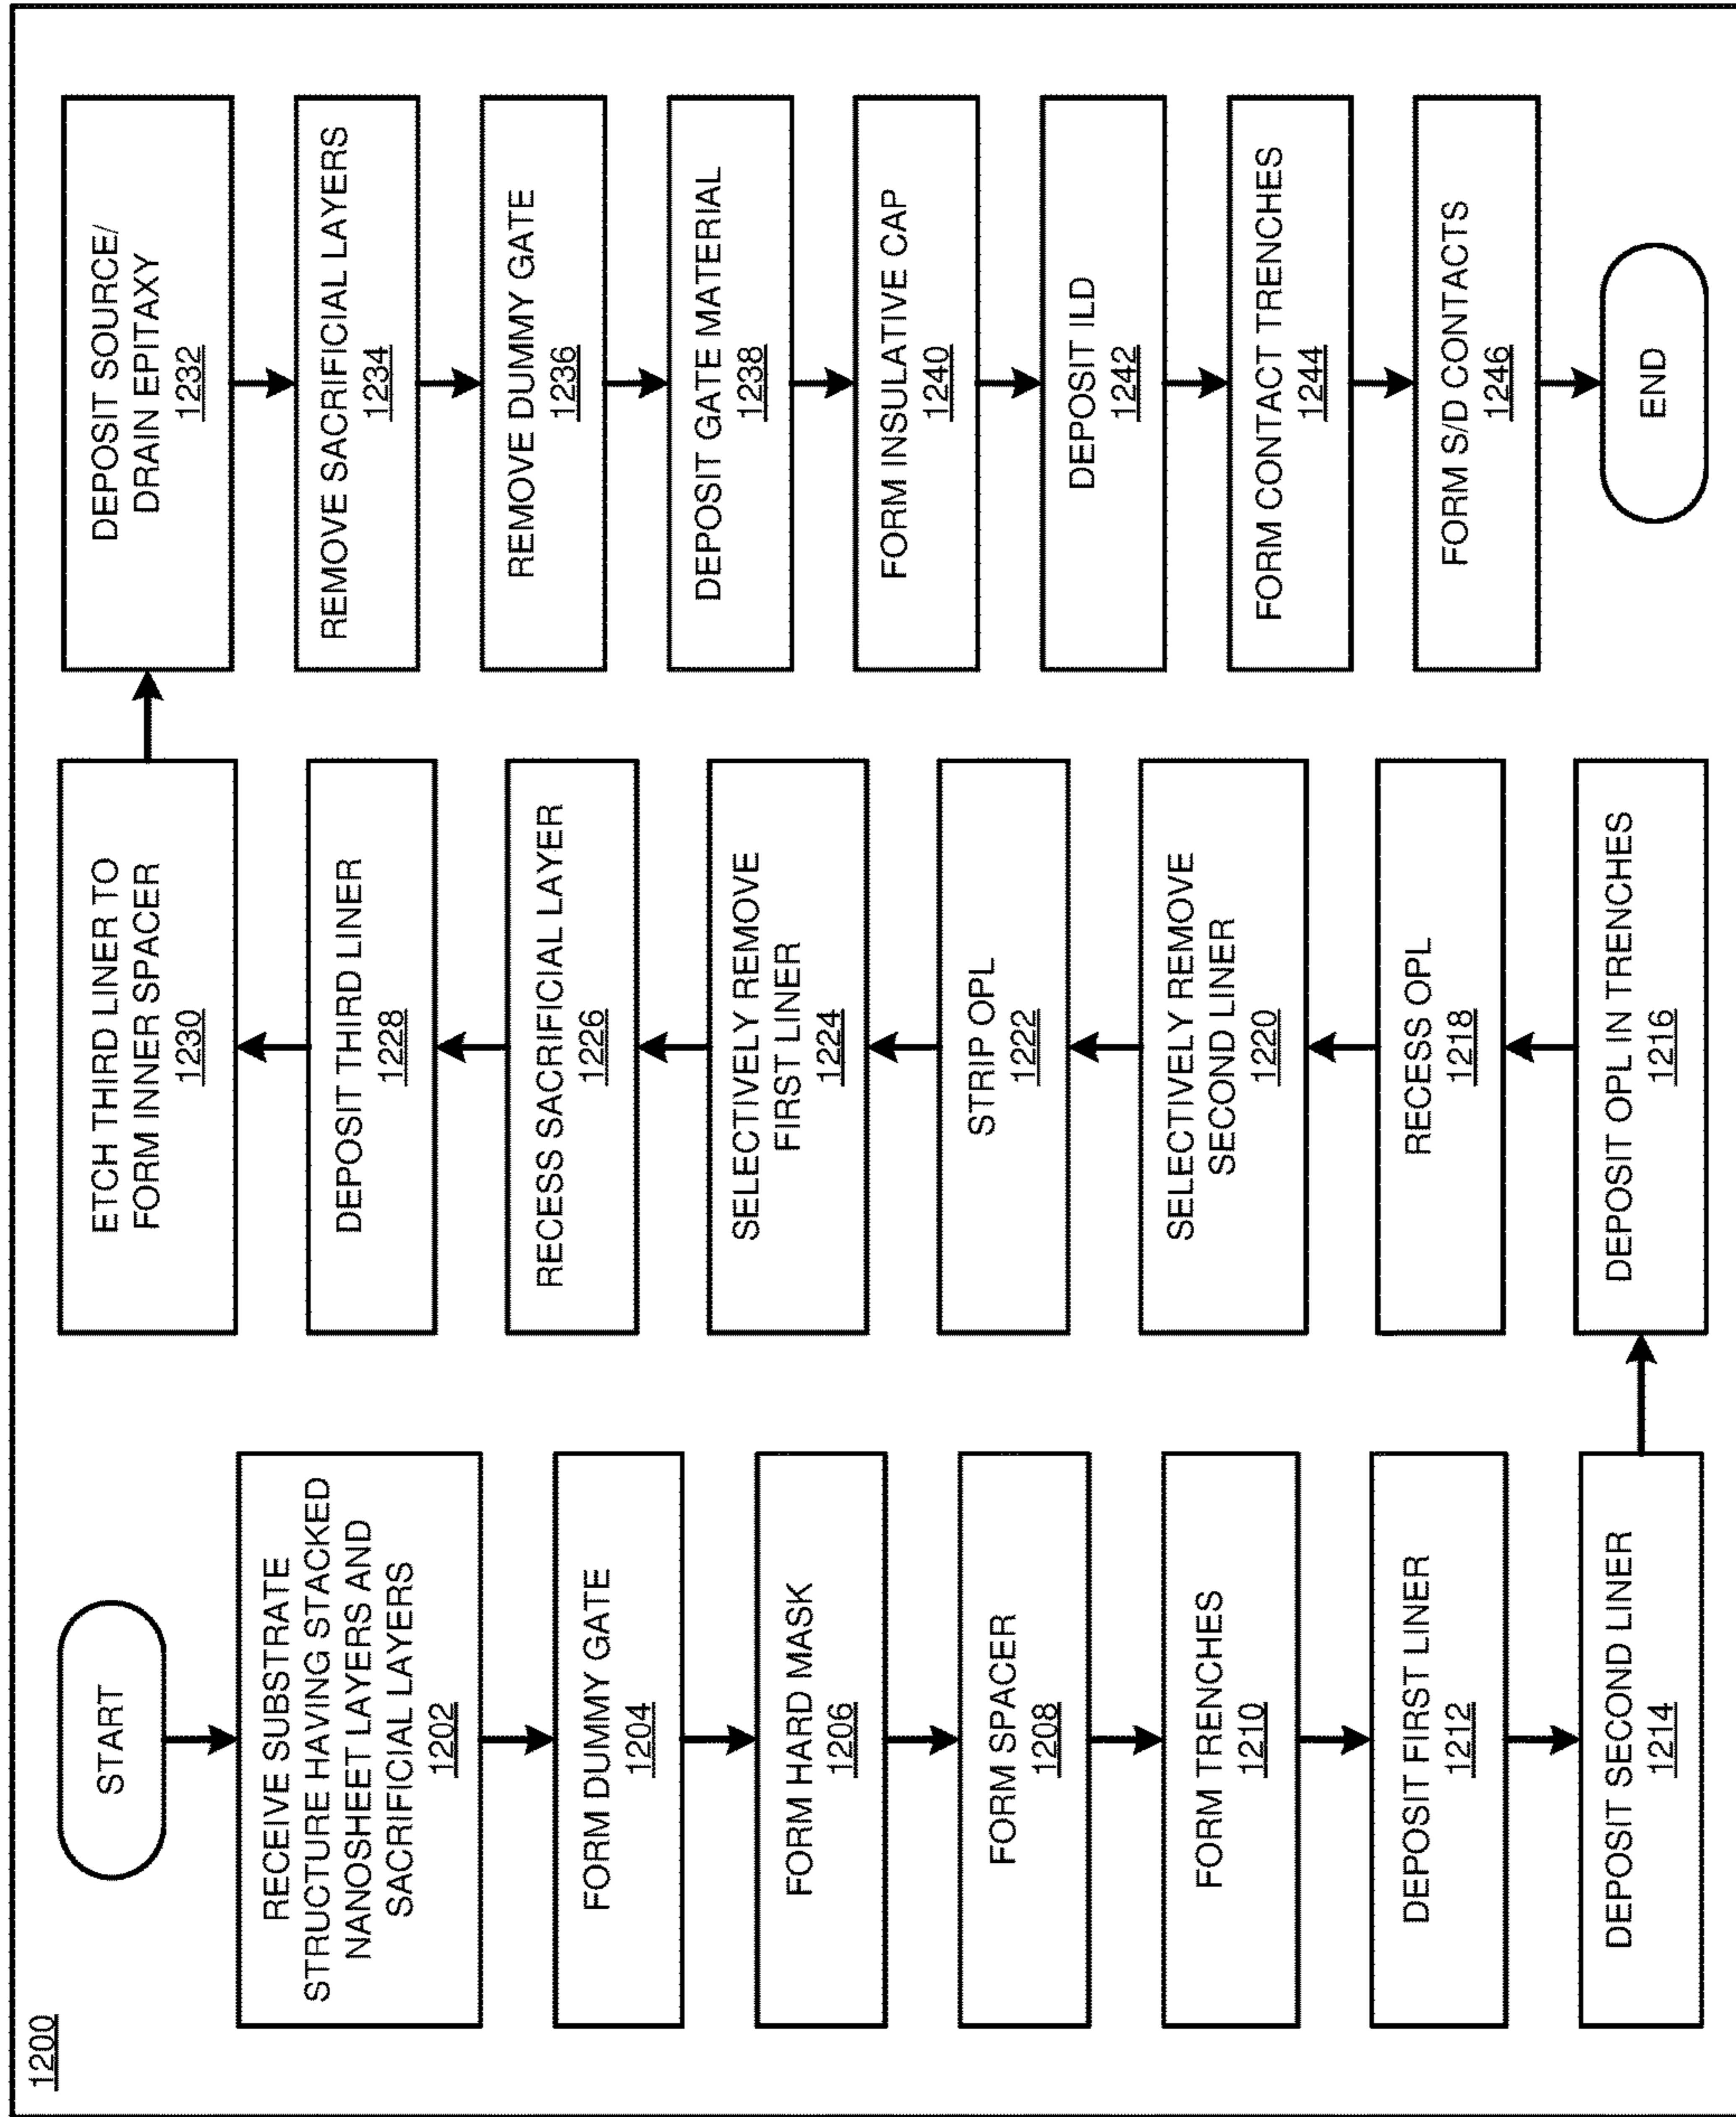 1200
START
RECEIVE SUBSTRATE
STRUCTURE HAVING STACKED
NANOSHEET LAYERS AND
SACRIFICIAL LAYERS
1202
FORM DUMMY GATE
1204
FORM HARD MASK
1206
FORM SPACER
1208
FORM TRENCHES
1210
DEPOSIT FIRST LINER
1212
DEPOSIT SECOND LINER
1214
DEPOSIT OPL IN TRENCHES
1216
RECESS OPL
1218
SELECTIVELY REMOVE
SECOND LINER
1220
STRIP OPL
1222
SELECTIVELY REMOVE
FIRST LINER
1224
RECESS SACRIFICIAL LAYER
1226
DEPOSIT THIRD LINER
1228
ETCH THIRD LINER TO
FORM INNER SPACER
1230
DEPOSIT SOURCE/
DRAIN EPITAXY
1232
REMOVE SACRIFICIAL LAYERS
1234
REMOVE DUMMY GATE
1236
DEPOSIT GATE MATERIAL
1238
FORM INSULATIVE CAP
1240
DEPOSIT ILD
1242
FORM CONTACT TRENCHES
1244
FORM S/D CONTACTS
1246
END